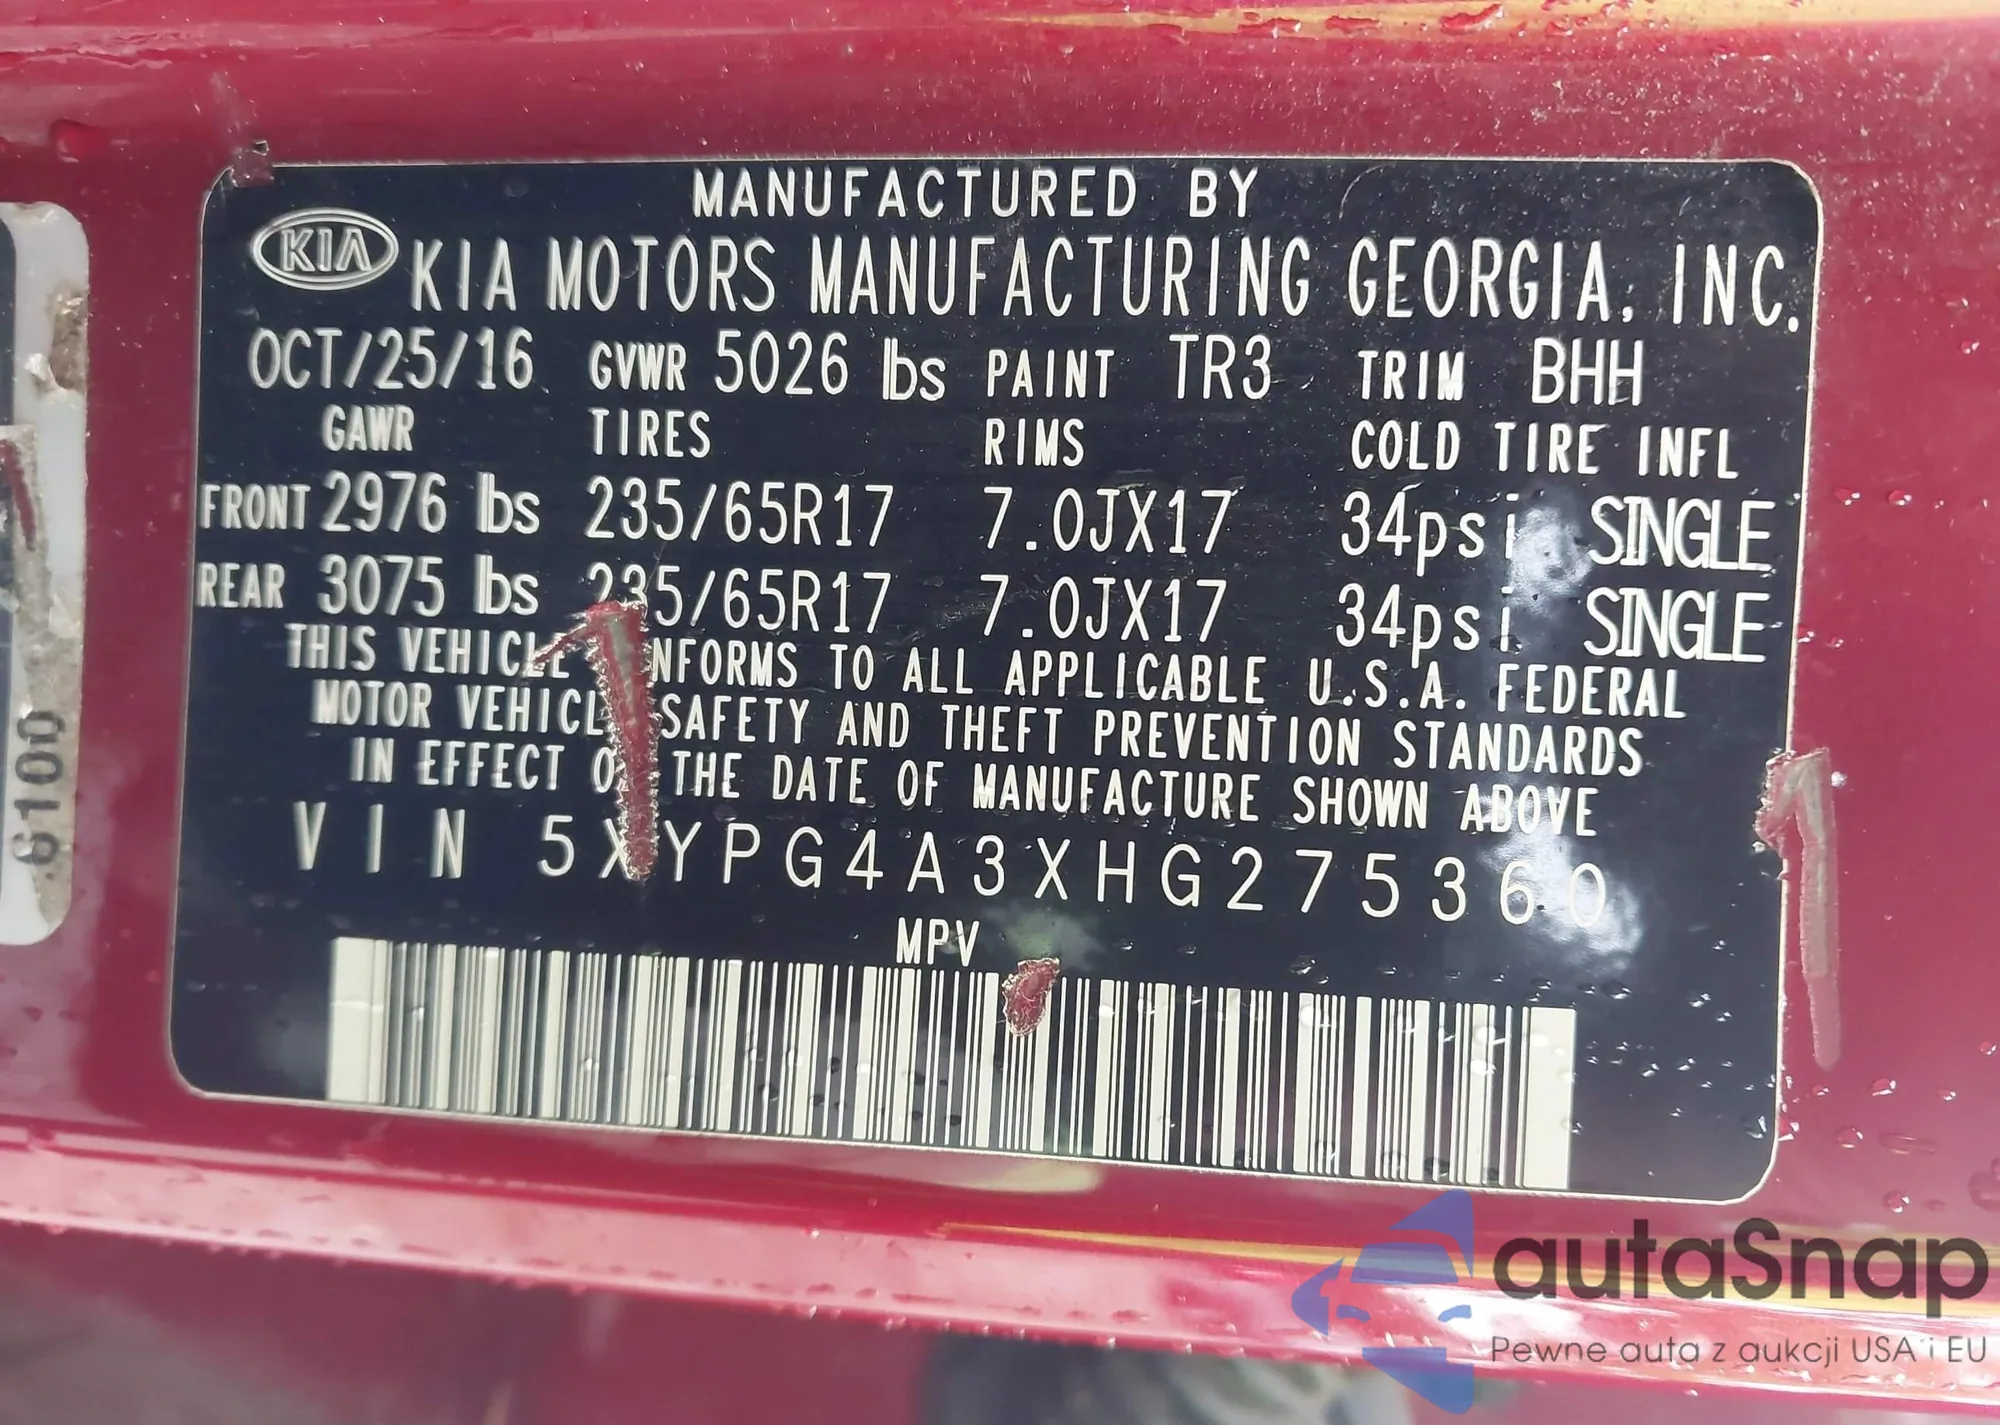 MANUFACTURED BY
KIA KIA MOTORS MANUFACTURING GEORGIA, INC.
OCT/25/16 GVWR 5026 lbs PAINT TR3 TRIM BHH
GAWR TIRES RIMS COLD TIRE INFL
FRONT 2976 lbs 235/65R17 7.0JX17 34psi SINGLE
REAR 3075 lbs 235/65R17 7.0JX17 34psi SINGLE
THIS VEHICLE NFORMS TO ALL APPLICABLE U.S.A. FEDERAL
MOTOR VEHICL SAFETY AND THEFT PREVENTION STANDARDS
IN EFFECT O THE DATE OF MANUFACTURE SHOWN ABOVE
VIN 5XYPG4A3XHG275360
MPV
6100
autaSnap
Pewne auta z aukcji USA i EU